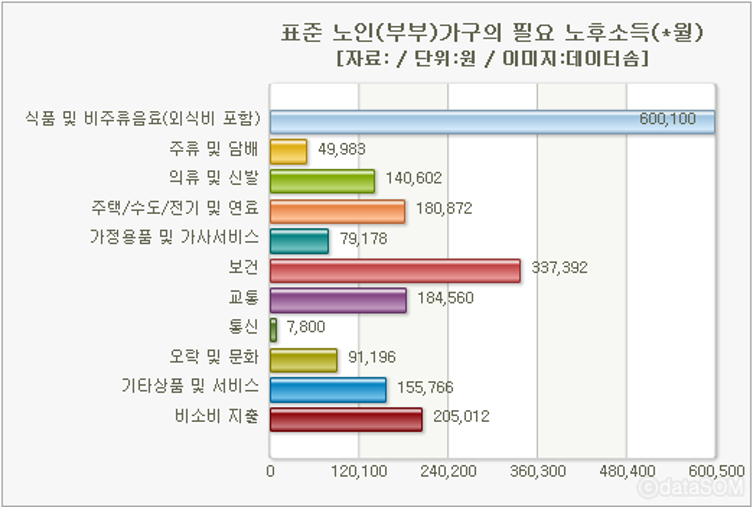 표준 노인(부부)가구의 필요 노후소득(*월)
[자료: / 단위:원 / 이미지:데이터솜]
식품 및 비주류음료(외식비 포함) 600,100
주류 및 담배 49,983
의류 및 신발 140,602
주택/수도/전기 및 연료 180,872
가정용품 및 가사서비스 79,178
보건 337,392
교통 184,560
통신 7,800
오락 및 문화 91,196
기타상품 및 서비스 155,766
비소비 지출 205,012
0 120,100 240,200 360,300 480,400 600,500
ⓒdataSOM